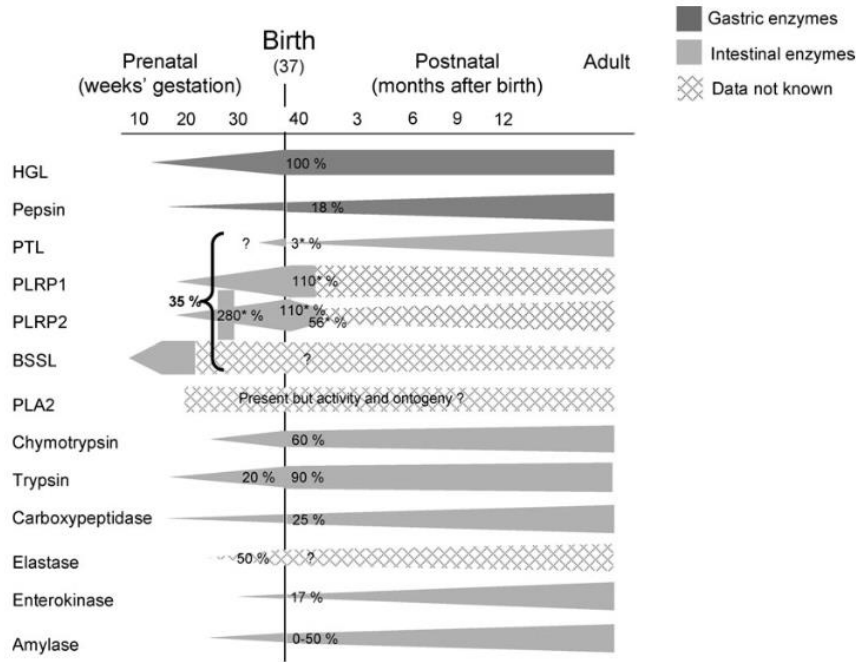 Gastric enzymes
Intestinal enzymes
Data not known
Prenatal
(weeks' gestation)
Birth
(37)
Postnatal
(months after birth)
Adult
10 20 30 40 3 6 9 12
HGL 100 %
Pepsin 18 %
PTL ? 3* %
PLRP1 110* %
35 %
PLRP2 280* % 110* % 56* %
BSSL ?
PLA2 Present but activity and ontogeny ?
Chymotrypsin 60 %
Trypsin 20 % 90 %
Carboxypeptidase 25 %
Elastase 50 % ?
Enterokinase 17 %
Amylase 0-50 %